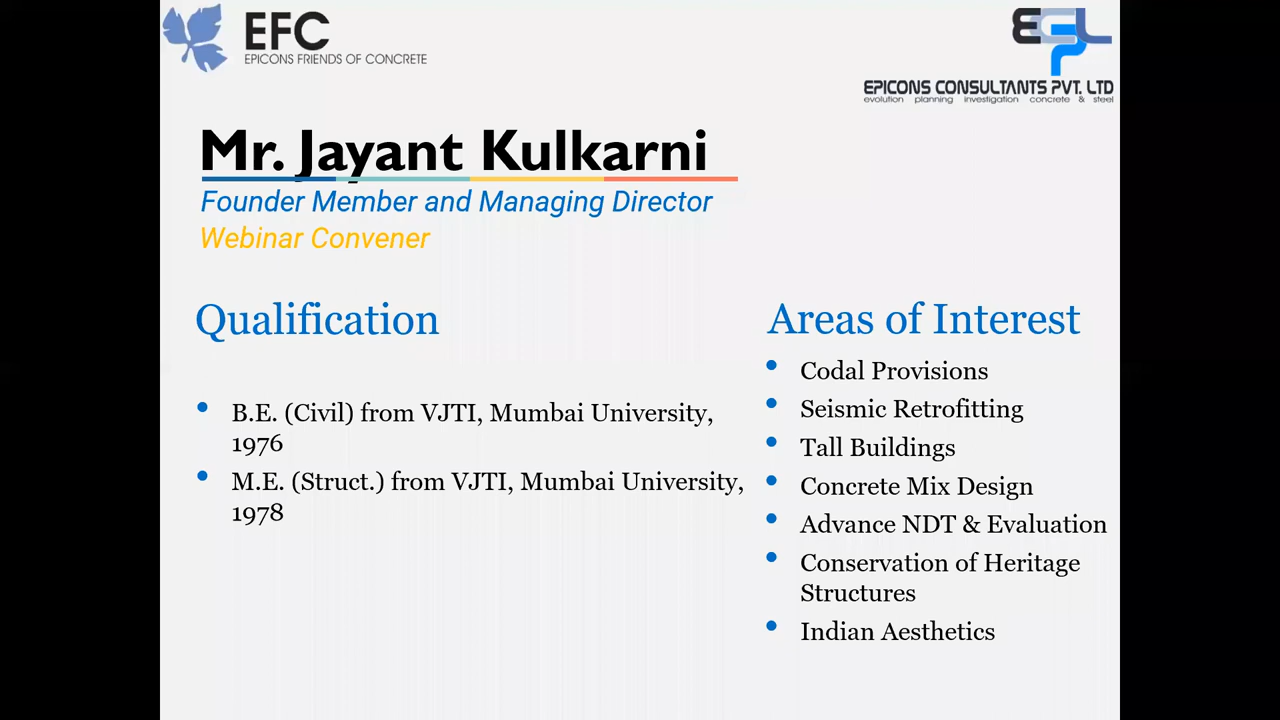 EFC
EPICONS FRIENDS OF CONCRETE
ECPL
EPICONS CONSULTANTS PVT. LTD
evolution planning investigation concrete & steel
Mr. Jayant Kulkarni
Founder Member and Managing Director
Webinar Convener
Qualification
B.E. (Civil) from VJTI, Mumbai University,
1976
M.E. (Struct.) from VJTI, Mumbai University,
1978
Areas of Interest
Codal Provisions
Seismic Retrofitting
Tall Buildings
Concrete Mix Design
Advance NDT & Evaluation
Conservation of Heritage
Structures
Indian Aesthetics